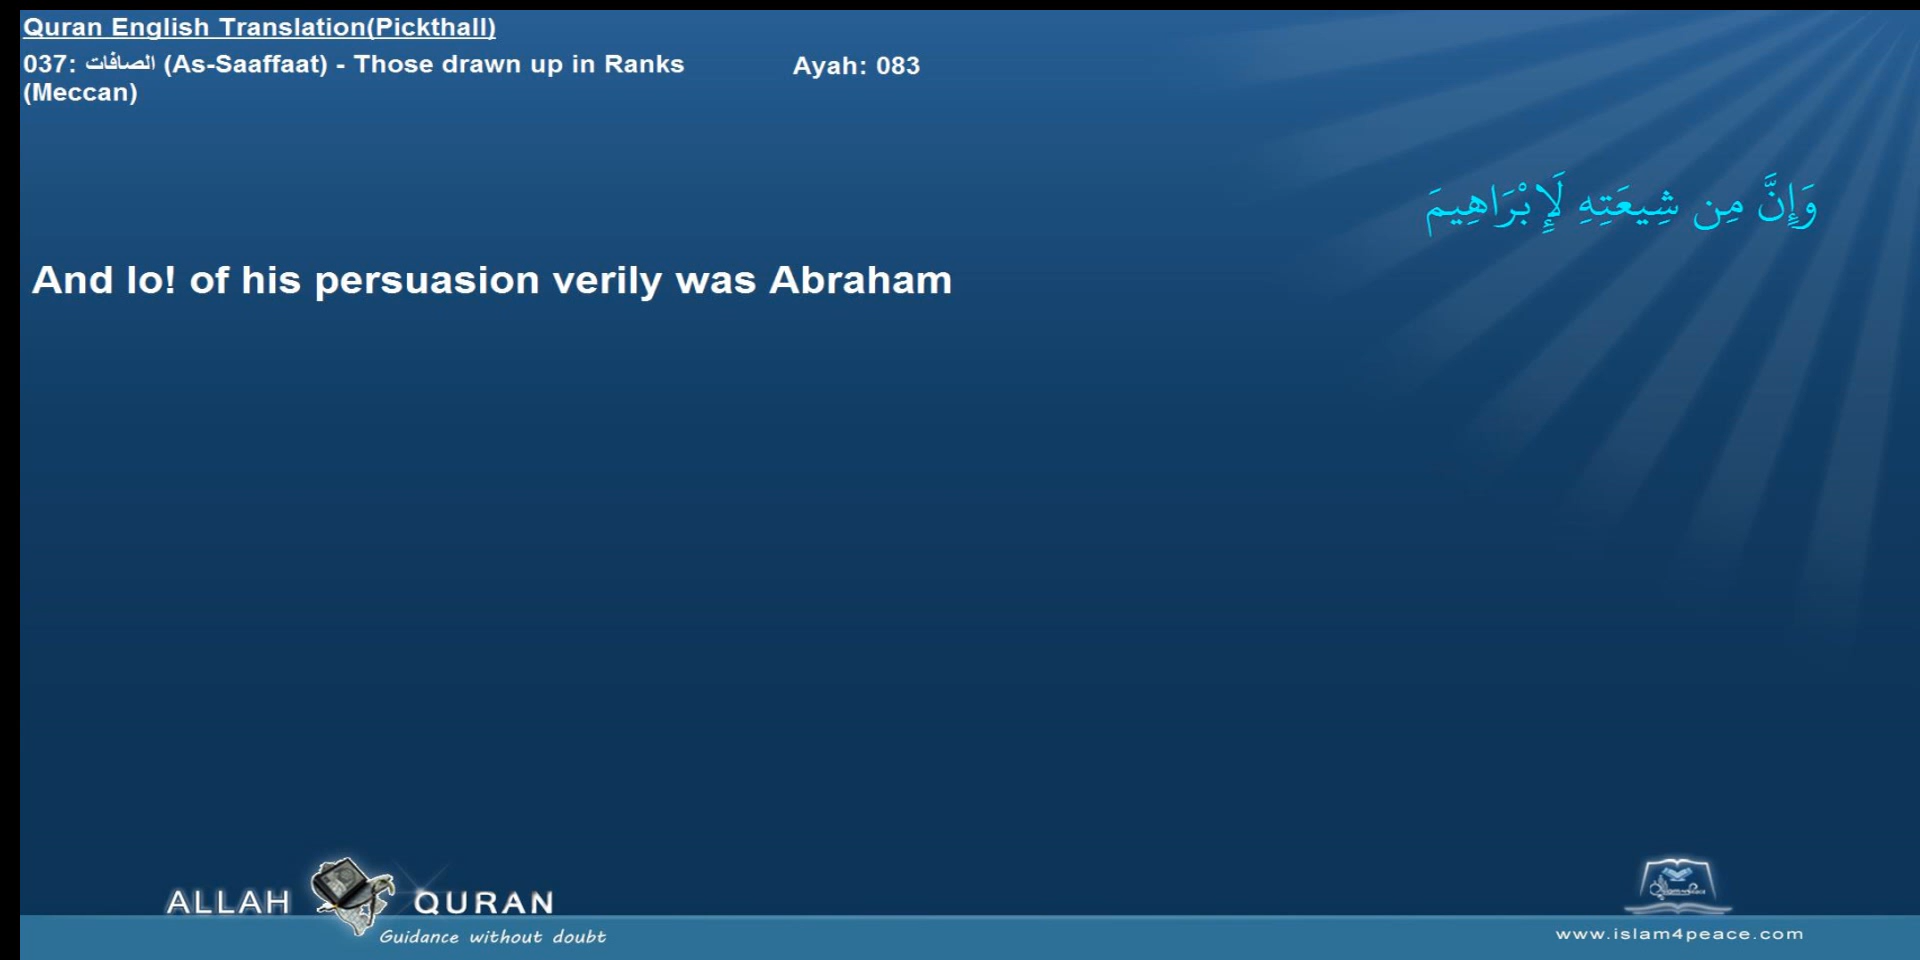 Quran English Translation(Pickthall)
037: الصافات (As-Saaffaat) - Those drawn up in Ranks Ayah: 083
(Meccan)
وَإِنَّ مِن شِيعَتِهِ لَإِبْرَاهِيمَ
And lo! of his persuasion verily was Abraham
ALLAH QURAN
Guidance without doubt
www.islam4peace.com